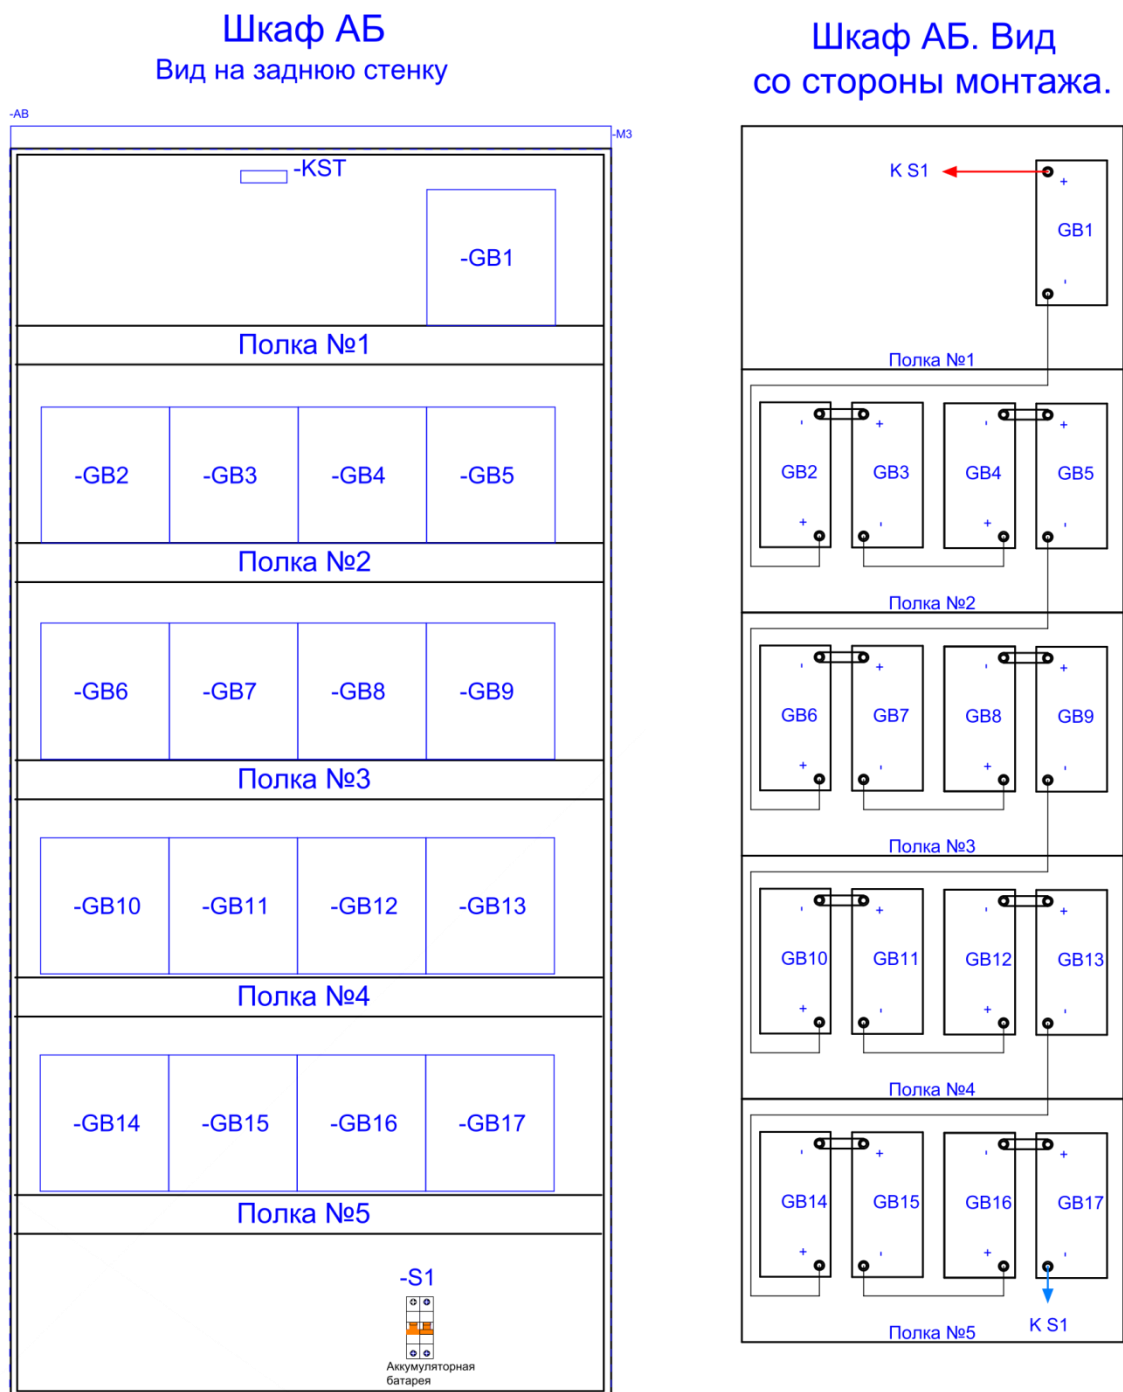 Шкаф АБ
Вид на заднюю стенку
-AB
-M3
-KST
-GB1
Полка №1
-GB2 -GB3 -GB4 -GB5
Полка №2
-GB6 -GB7 -GB8 -GB9
Полка №3
-GB10 -GB11 -GB12 -GB13
Полка №4
-GB14 -GB15 -GB16 -GB17
Полка №5
-S1
Аккумуляторная
батарея
Шкаф АБ. Вид
со стороны монтажа.
K S1
+
GB1
-
Полка №1
- + - +
GB2 GB3 GB4 GB5
+ - + -
Полка №2
- + - +
GB6 GB7 GB8 GB9
+ - + -
Полка №3
- + - +
GB10 GB11 GB12 GB13
+ - + -
Полка №4
- + - +
GB14 GB15 GB16 GB17
+ - + -
Полка №5
K S1